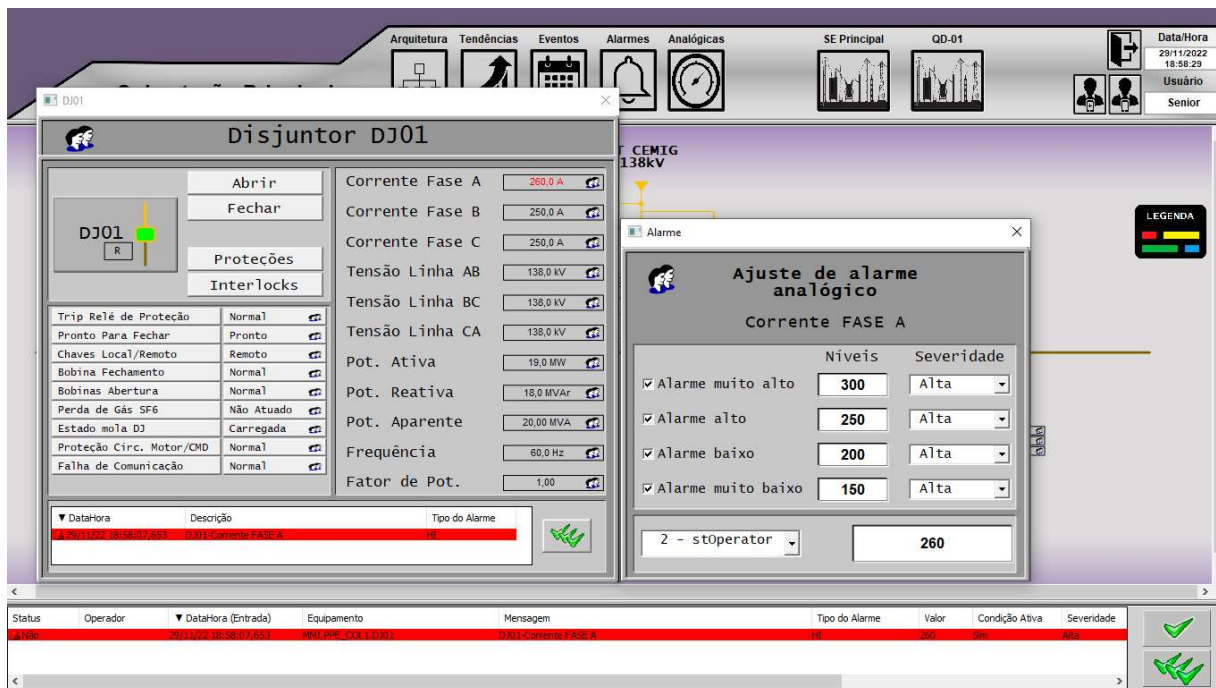 Arquitetura Tendências Eventos Alarmes Analógicas SE Principal QD-01 Data/Hora
29/11/2022
18:58:29
Usuário
Senior
DJ01
Disjuntor DJ01
Abrir
Fechar
DJ01
R
Proteções
Interlocks
Trip Relé de Proteção Normal
Pronto Para Fechar Pronto
Chaves Local/Remoto Remoto
Bobina Fechamento Normal
Bobinas Abertura Normal
Perda de Gás SF6 Não Atuado
Estado mola DJ Carregada
Proteção Circ. Motor/CMD Normal
Falha de Comunicação Normal
Corrente Fase A 260,0 A
Corrente Fase B 250,0 A
Corrente Fase C 250,0 A
Tensão Linha AB 138,0 kV
Tensão Linha BC 138,0 kV
Tensão Linha CA 138,0 kV
Pot. Ativa 19,0 MW
Pot. Reativa 18,0 MVAr
Pot. Aparente 20,00 MVA
Frequência 60,0 Hz
Fator de Pot. 1,00
▼ DataHora Descrição Tipo do Alarme
29/11/22 18:58:07,653 DJ01-Corrente FASE A HI
CEMIG
138kV
LEGENDA
Alarme
Ajuste de alarme
analógico
Corrente FASE A
Níveis Severidade
Alarme muito alto 300 Alta
Alarme alto 250 Alta
Alarme baixo 200 Alta
Alarme muito baixo 150 Alta
2 - stOperator 260
Status Operador ▼ DataHora (Entrada) Equipamento Mensagem Tipo do Alarme Valor Condição Ativa Severidade
Não 29/11/22 18:58:07,653 DJ01-Corrente FASE A HI 260 Sim Alta